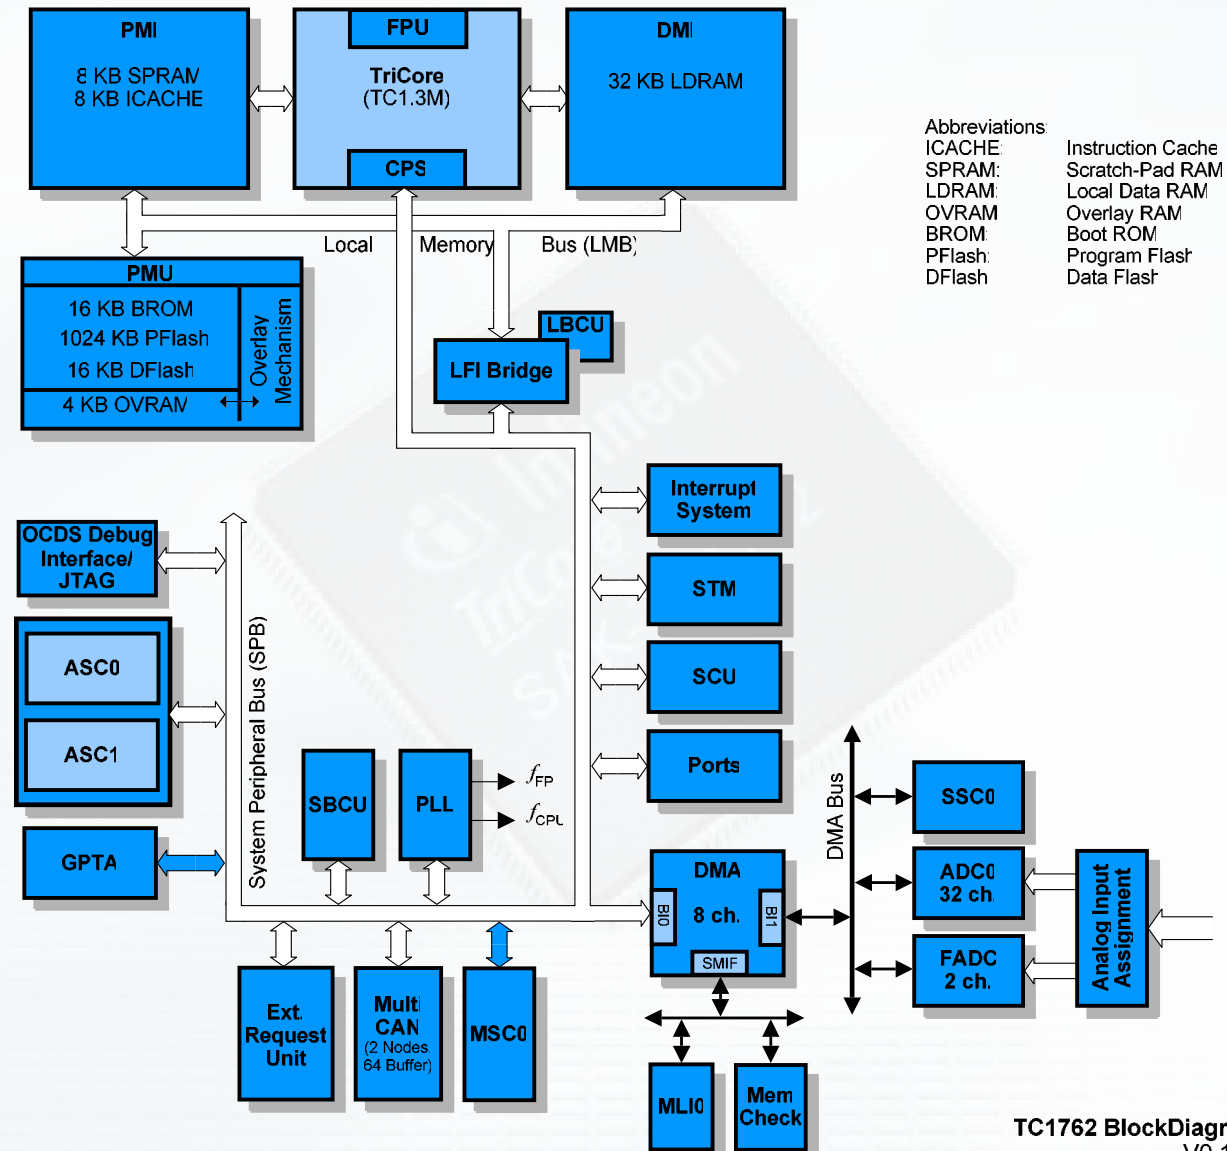 PMI
8 KB SPRAM
8 KB ICACHE
FPU
TriCore
(TC1.3M)
CPS
DMI
32 KB LDRAM
Abbreviations:
ICACHE: Instruction Cache
SPRAM: Scratch-Pad RAM
LDRAM: Local Data RAM
OVRAM Overlay RAM
BROM: Boot ROM
PFlash: Program Flash
DFlash Data Flash
Local Memory Bus (LMB)
PMU
16 KB BROM
1024 KB PFlash
16 KB DFlash
4 KB OVRAM
Overlay
Mechanism
LBCU
LFI Bridge
Infineon
TriCore
Interrupt
System
STM
SCU
Ports
OCDS Debug
Interface/
JTAG
ASC0
ASC1
GPTA
System Peripheral Bus (SPB)
SBCU
PLL
fFPI
fCPU
DMA
8 ch.
BI0
BI1
SMIF
DMA Bus
SSC0
ADC0
32 ch.
FADC
2 ch.
Analog Input
Assignment
Ext.
Request
Unit
Multi
CAN
(2 Nodes,
64 Buffer)
MSC0
MLI0
Mem
Check
TC1762 BlockDiagr